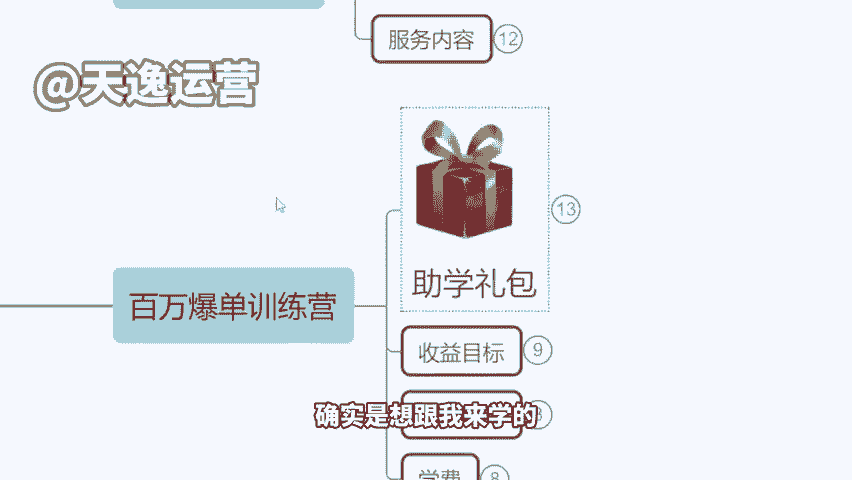 服务内容 12
@天逸运营
13
助学礼包
百万爆单训练营
收益目标 9
确实是想跟我来学的
学费 8